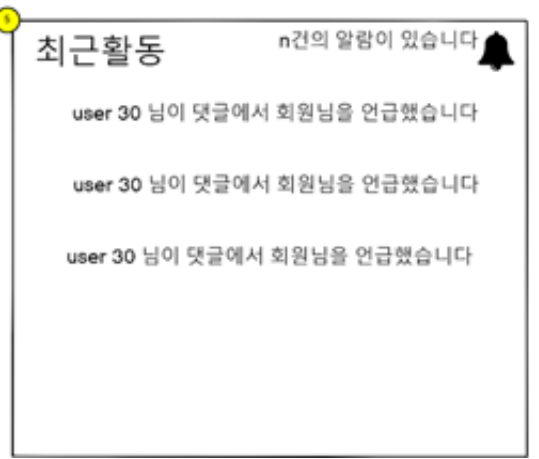 5
최근활동
n건의 알람이 있습니다
user 30 님이 댓글에서 회원님을 언급했습니다
user 30 님이 댓글에서 회원님을 언급했습니다
user 30 님이 댓글에서 회원님을 언급했습니다